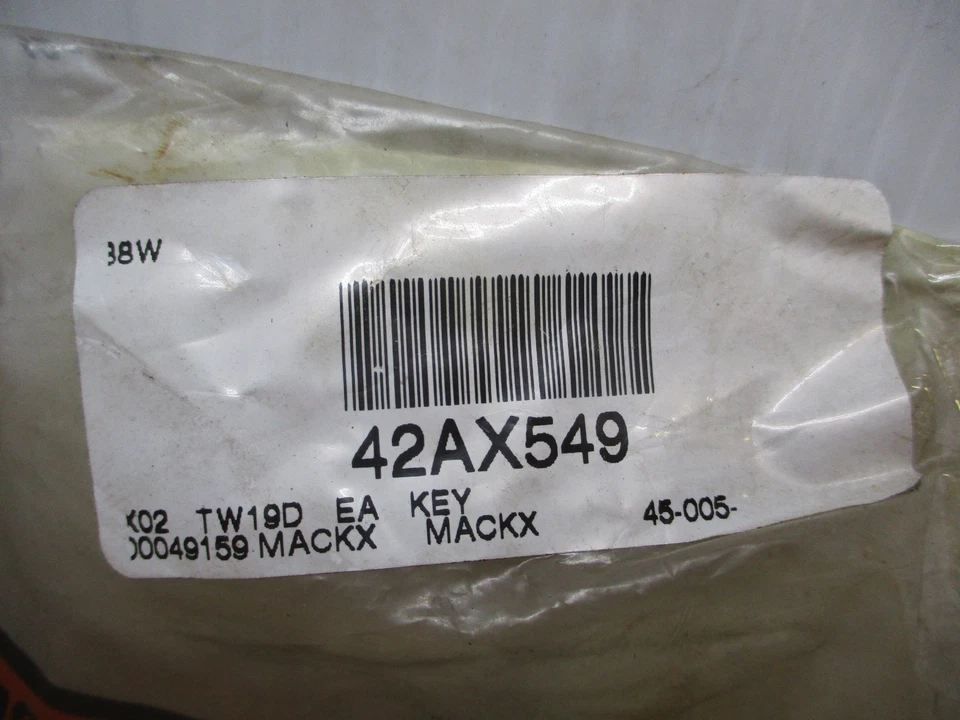 38W
42AX549
K02 TW19D EA KEY 45-005-
00049159 MACKX MACKX